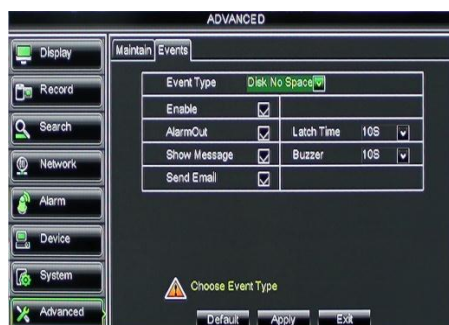 ADVANCED
Display
Record
Search
Network
Alarm
Device
System
Advanced
Maintain Events
Event Type Disk No Space
Enable
AlarmOut Latch Time 10S
Show Message Buzzer 10S
Send Email
Choose Event Type
Default Apply Exit